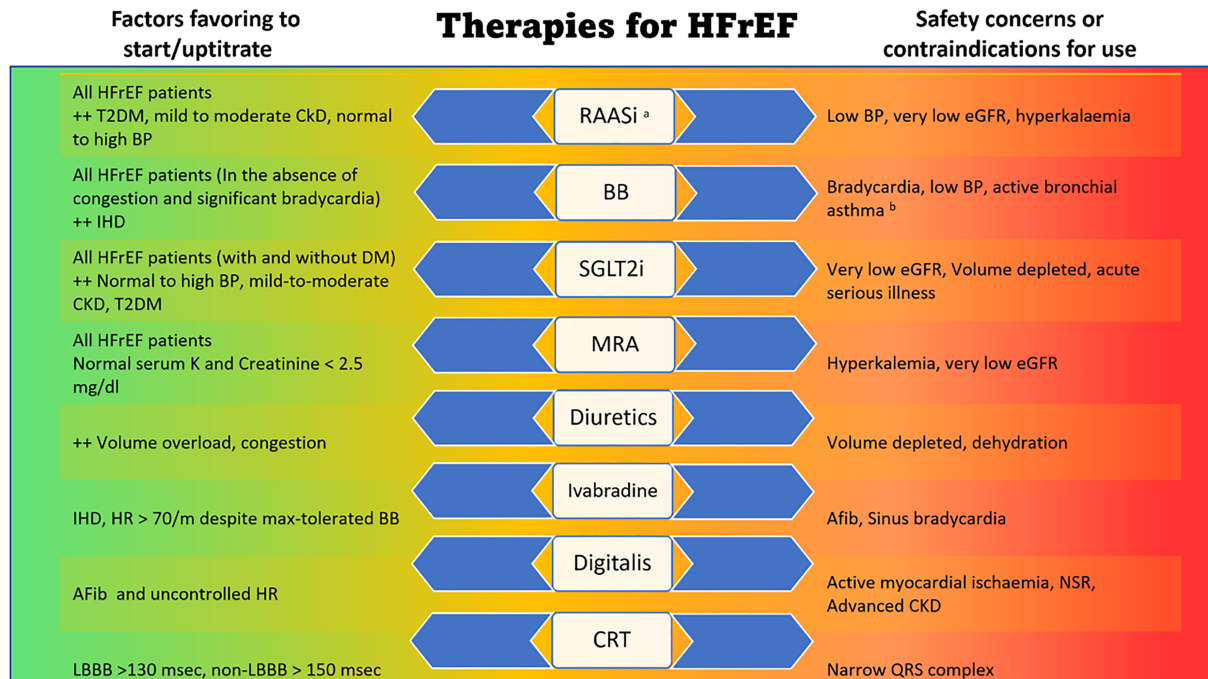 Factors favoring to
start/uptitrate
Therapies for HFrEF
Safety concerns or
contraindications for use
All HFrEF patients
++ T2DM, mild to moderate CkD, normal
to high BP
RAASi a
Low BP, very low eGFR, hyperkalaemia
All HFrEF patients (In the absence of
congestion and significant bradycardia)
++ IHD
BB
Bradycardia, low BP, active bronchial
asthma b
All HFrEF patients (with and without DM)
++ Normal to high BP, mild-to-moderate
CKD, T2DM
SGLT2i
Very low eGFR, Volume depleted, acute
serious illness
All HFrEF patients
Normal serum K and Creatinine < 2.5
mg/dl
MRA
Hyperkalemia, very low eGFR
++ Volume overload, congestion
Diuretics
Volume depleted, dehydration
IHD, HR > 70/m despite max-tolerated BB
Ivabradine
Afib, Sinus bradycardia
AFib and uncontrolled HR
Digitalis
Active myocardial ischaemia, NSR,
Advanced CKD
LBBB >130 msec, non-LBBB > 150 msec
CRT
Narrow QRS complex